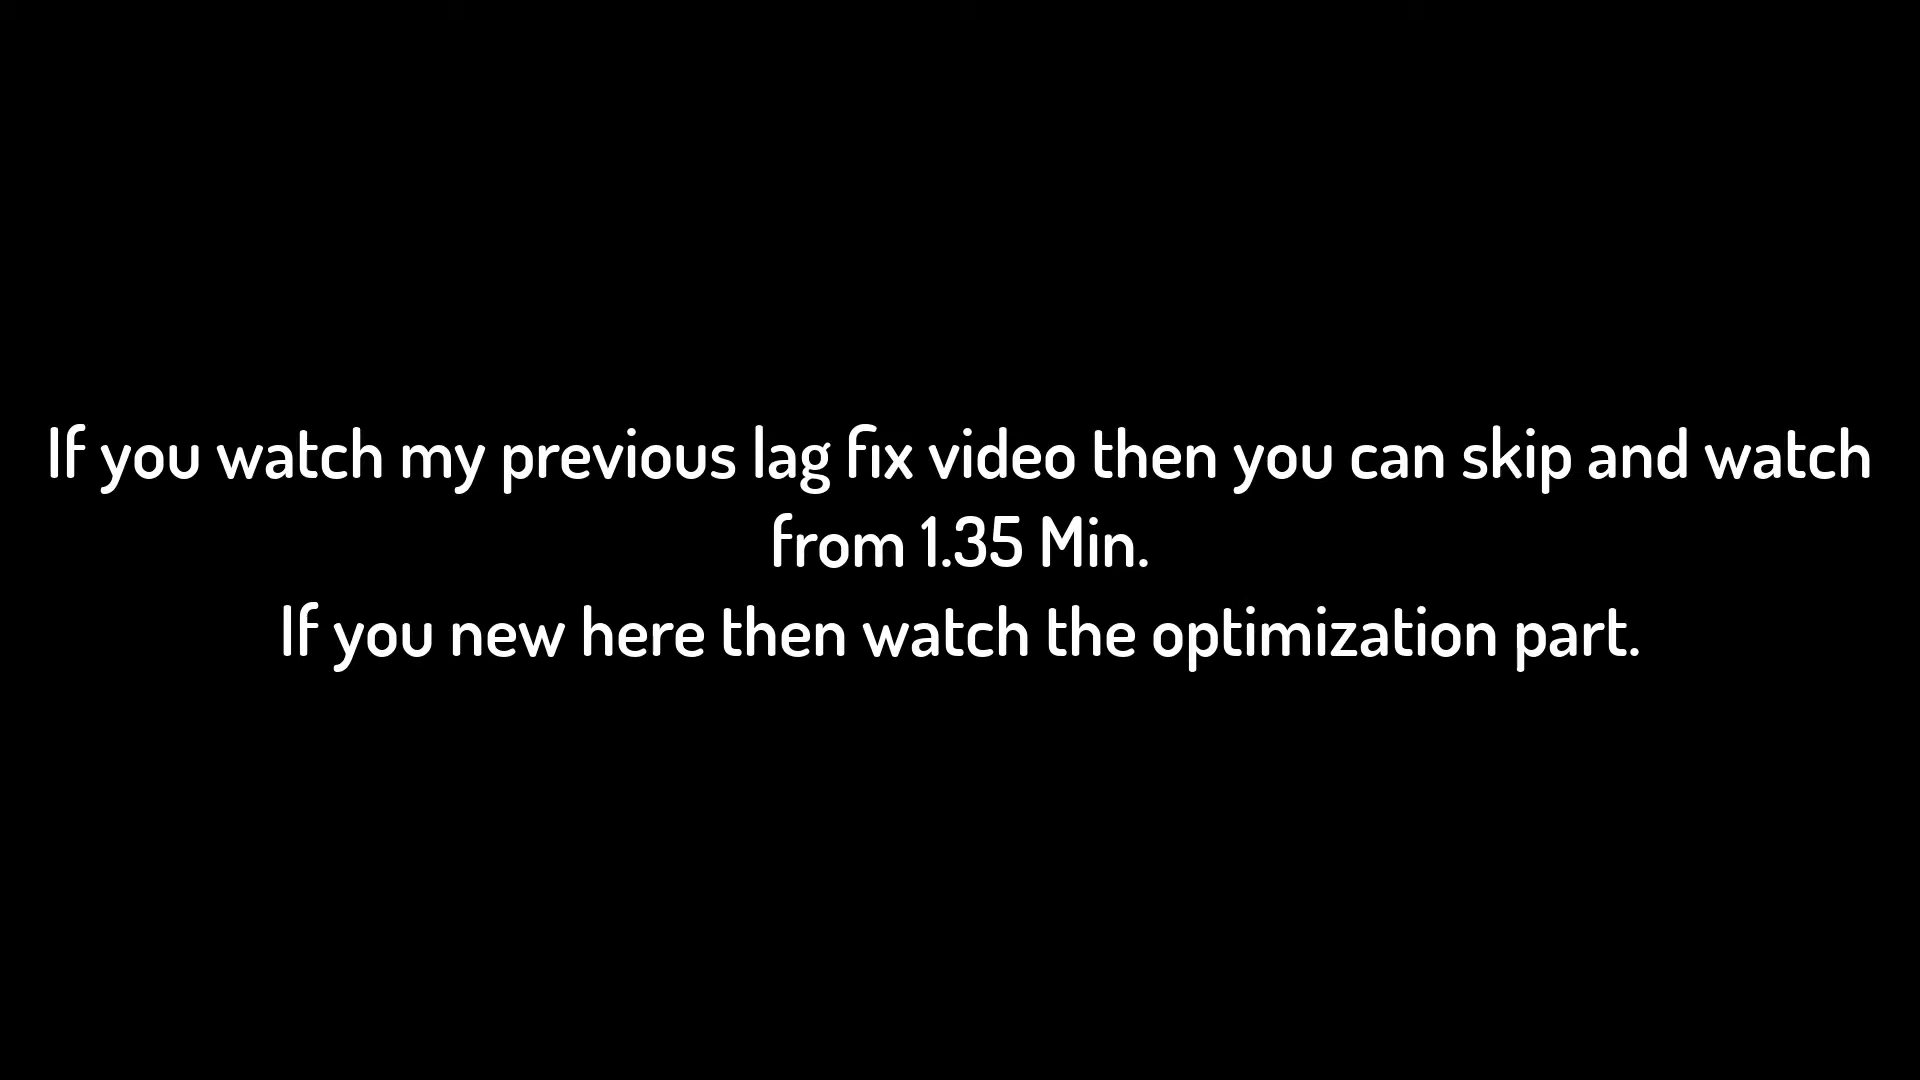 If you watch my previous lag fix video then you can skip and watch
from 1.35 Min.
If you new here then watch the optimization part.